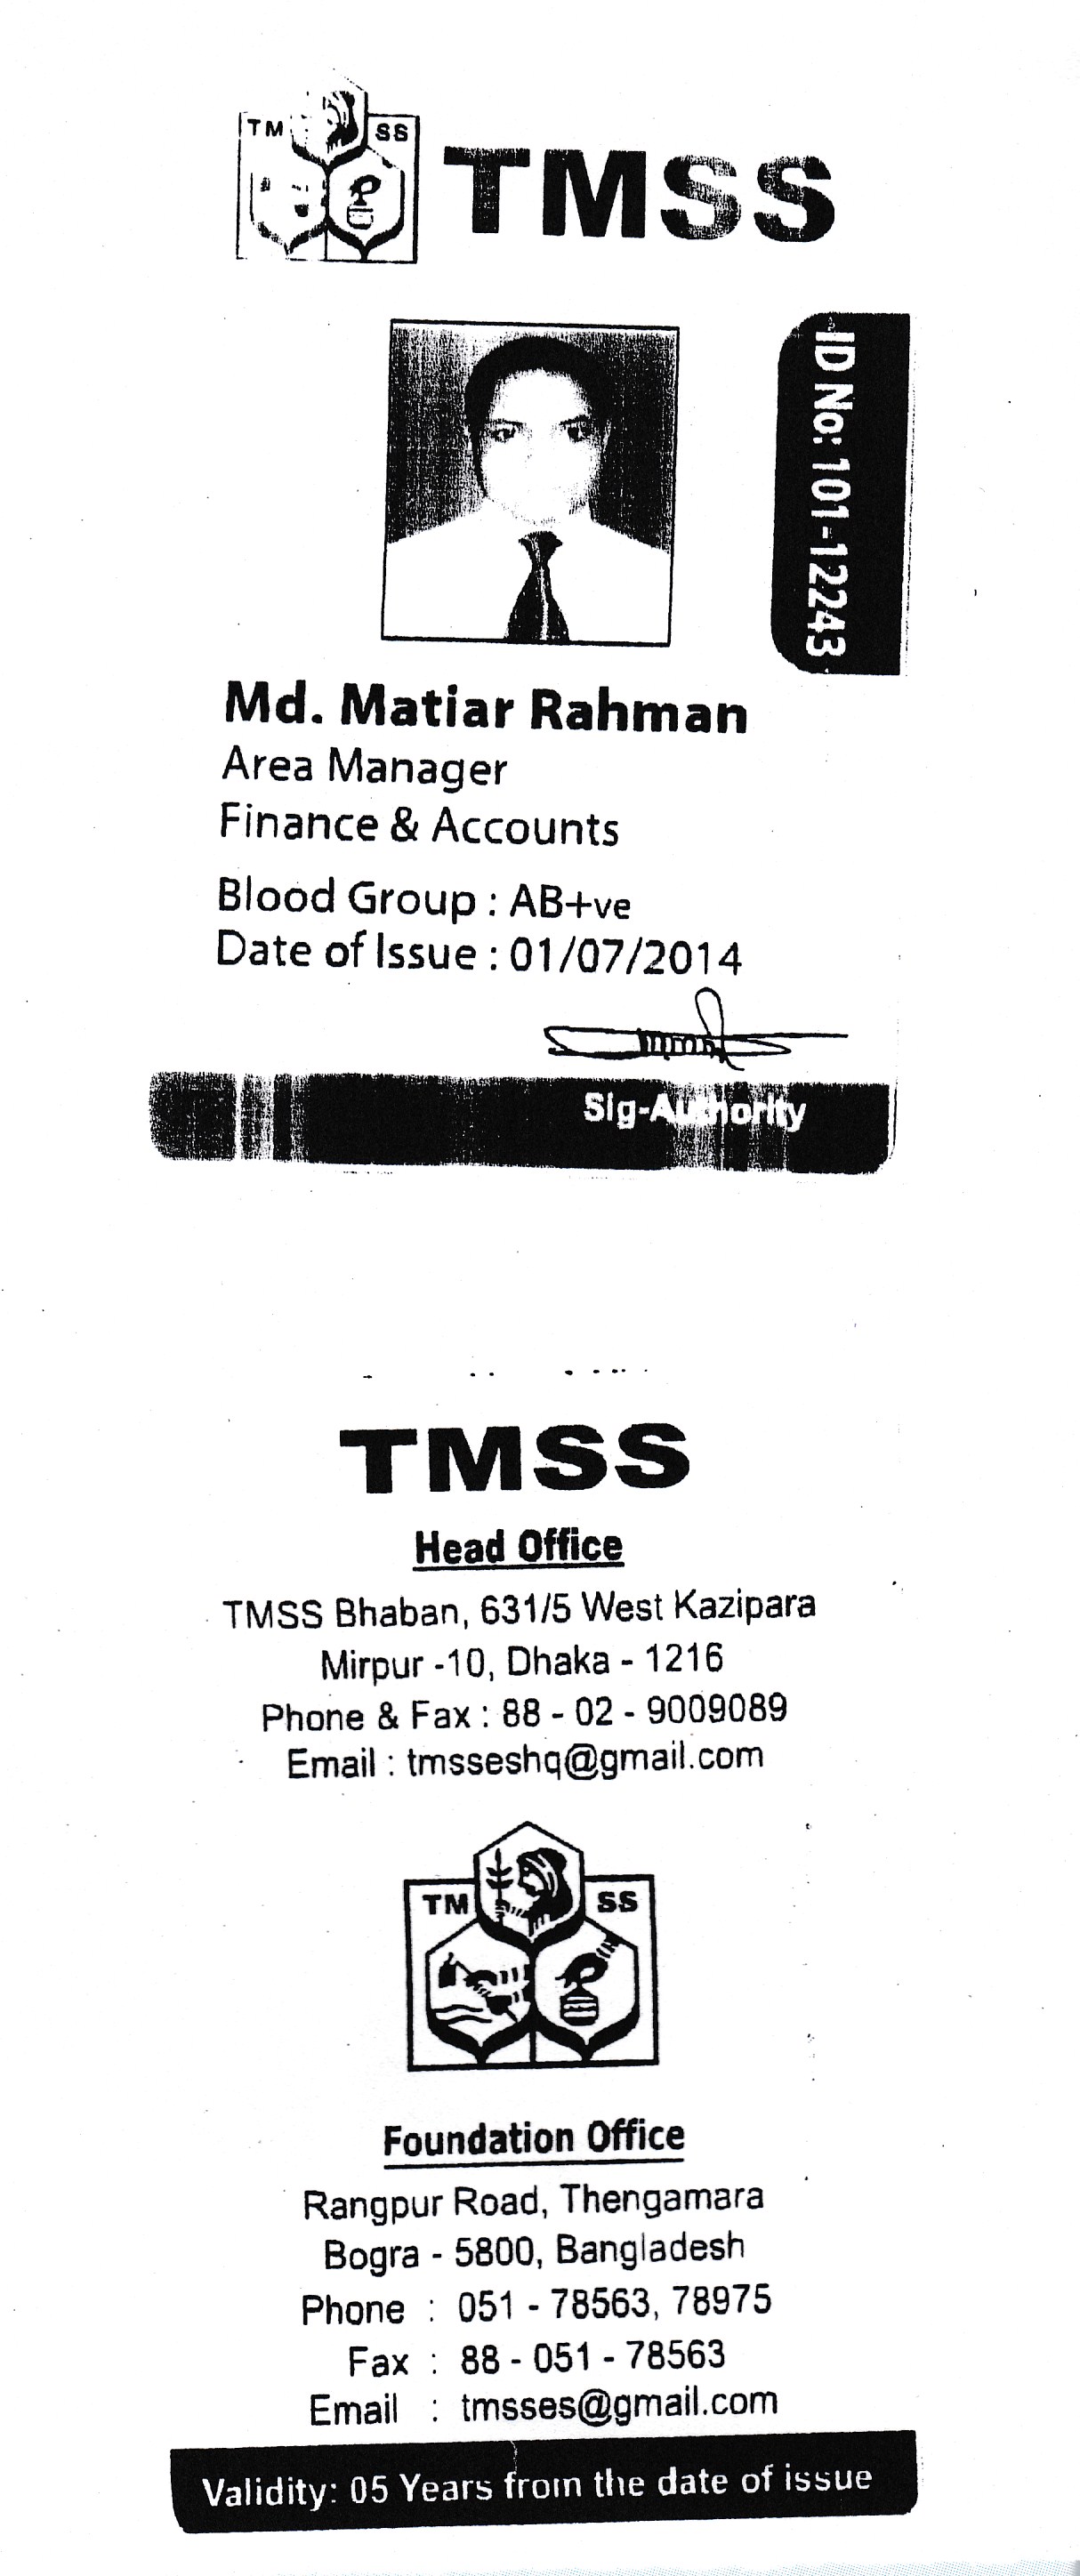 TM SS
TMSS
ID No: 101-12243
Md. Matiar Rahman
Area Manager
Finance & Accounts
Blood Group : AB+ve
Date of Issue : 01/07/2014
Sig-Authority
TMSS
Head Office
TMSS Bhaban, 631/5 West Kazipara
Mirpur -10, Dhaka - 1216
Phone & Fax : 88 - 02 - 9009089
Email : tmsseshq@gmail.com
TM SS
Foundation Office
Rangpur Road, Thengamara
Bogra - 5800, Bangladesh
Phone : 051 - 78563, 78975
Fax : 88 - 051 - 78563
Email : tmsses@gmail.com
Validity: 05 Years from the date of issue